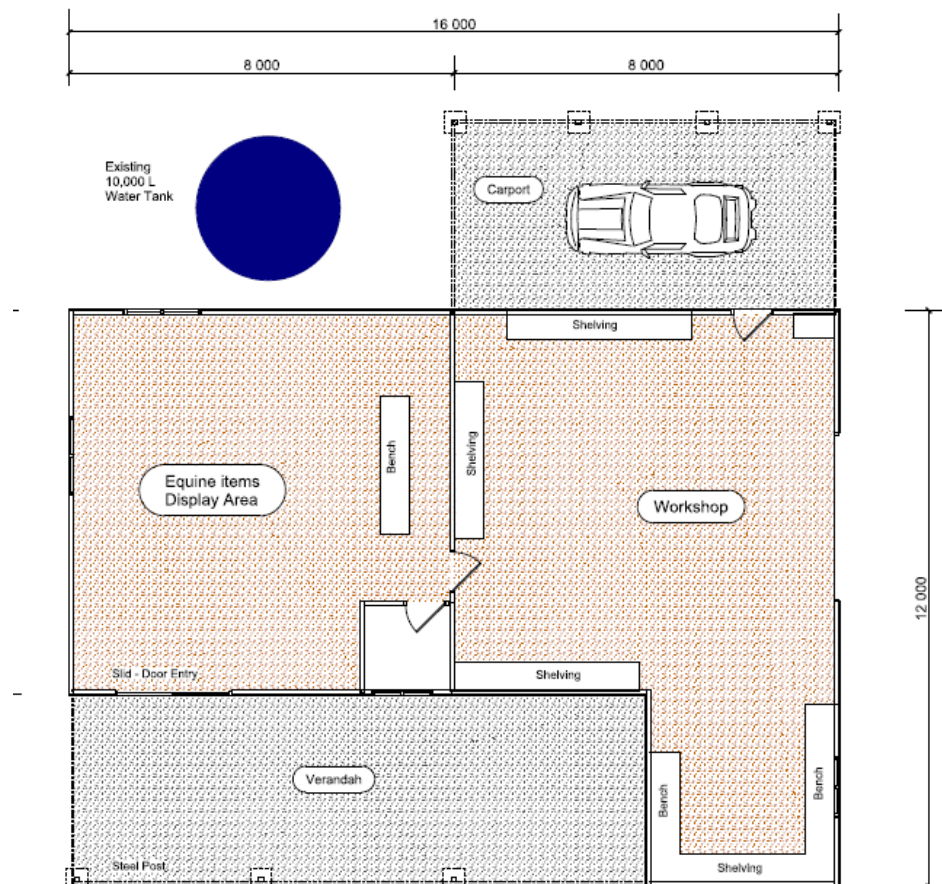 16 000
8 000
8 000
Existing
10,000 L
Water Tank
Carport
Shelving
Bench
Shelving
Equine items
Display Area
Workshop
12 000
Slid - Door Entry
Shelving
Verandah
Bench
Bench
Steel Post
Shelving